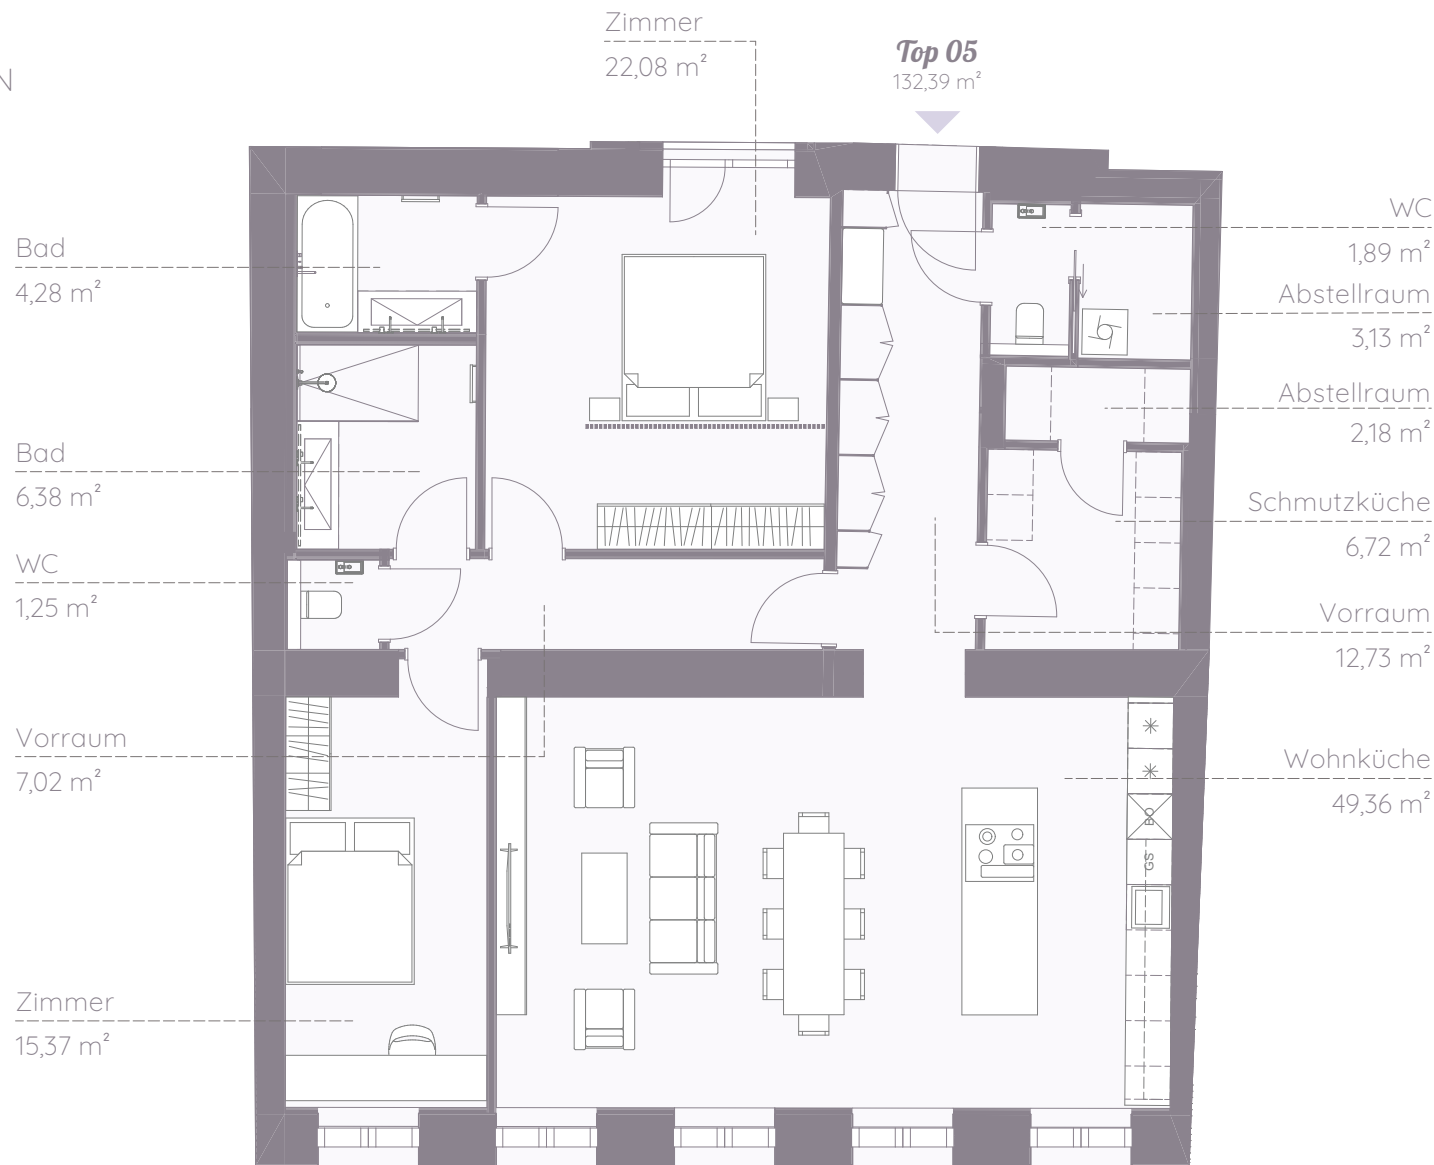 Zimmer
22,08 m²
Top 05
132,39 m²
N
Bad
4,28 m²
Bad
6,38 m²
WC
1,25 m²
Vorraum
7,02 m²
Zimmer
15,37 m²
WC
1,89 m²
Abstellraum
3,13 m²
Abstellraum
2,18 m²
Schmutzküche
6,72 m²
Vorraum
12,73 m²
Wohnküche
49,36 m²
BO
GS